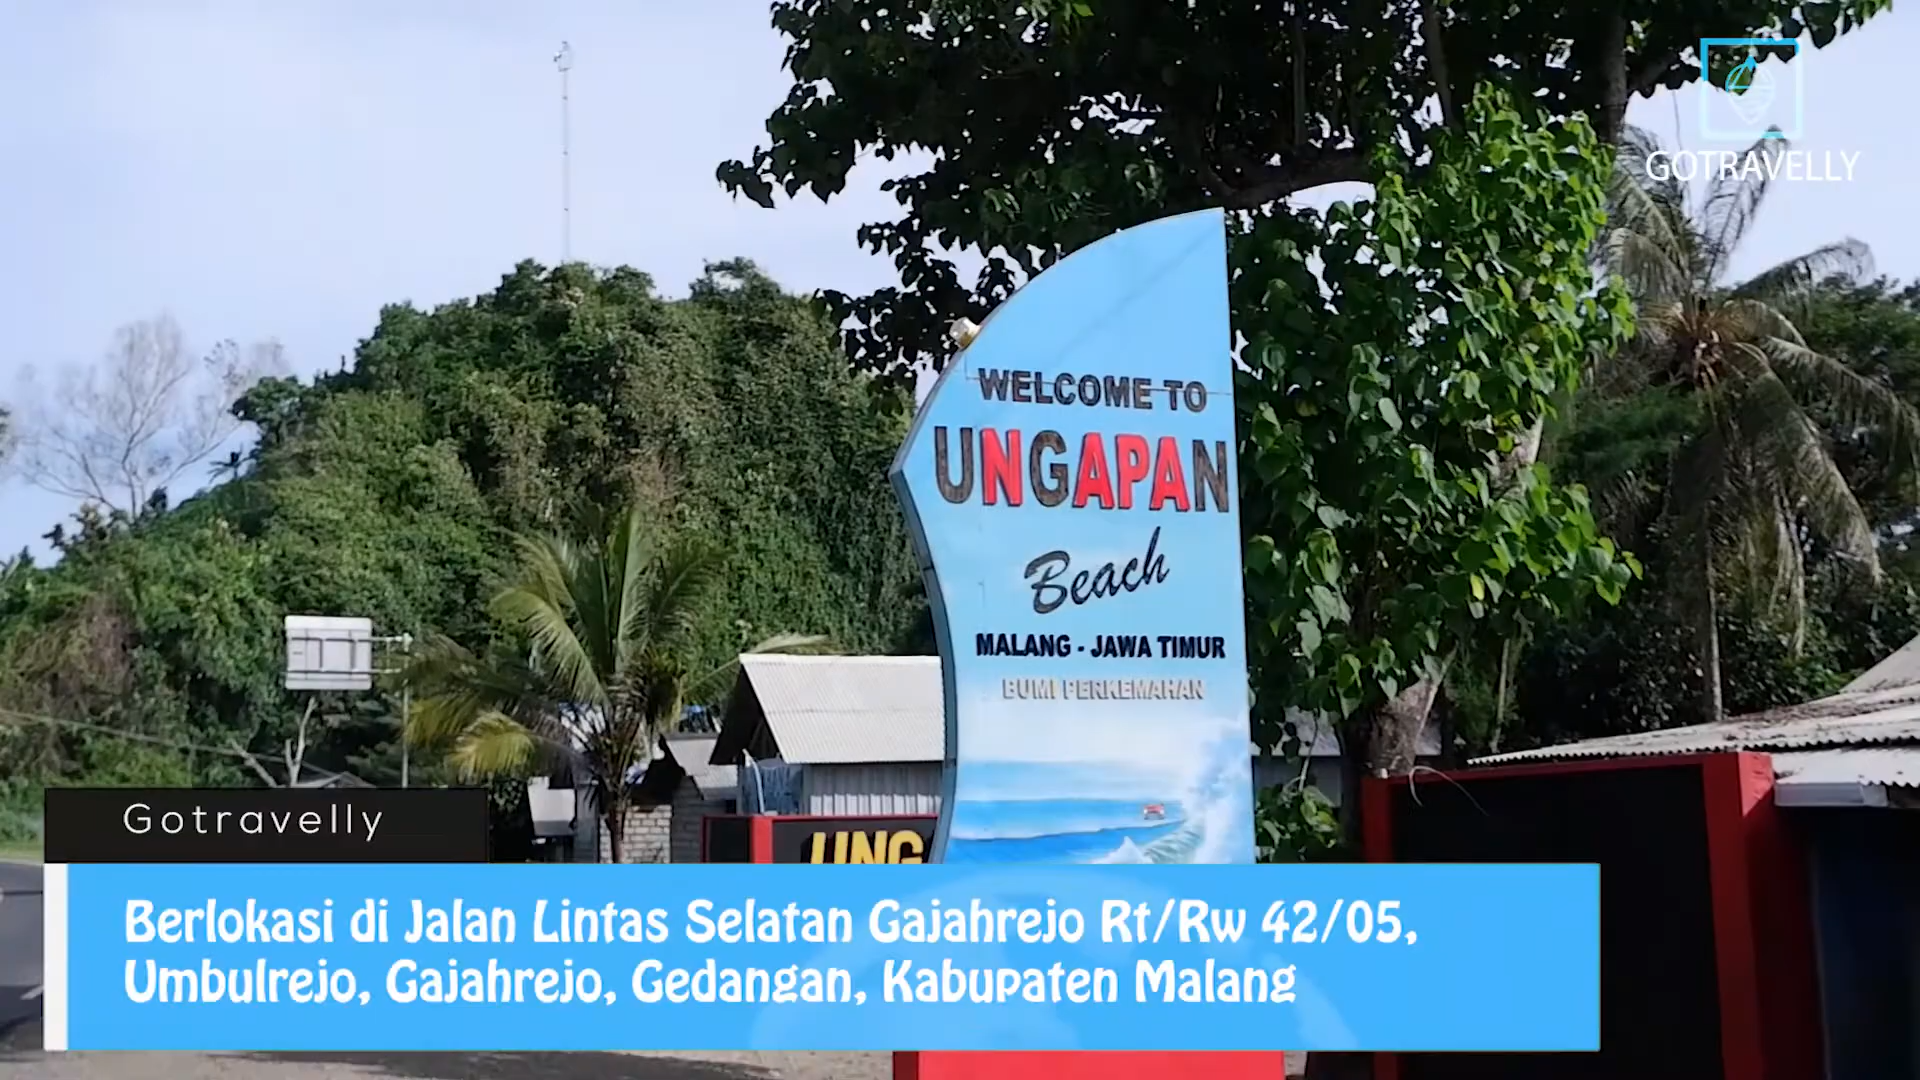 GOTRAVELLY
WELCOME TO
UNGAPAN
Beach
MALANG - JAWA TIMUR
BUMI PERKEMAHAN
UNG
Gotravelly
Berlokasi di Jalan Lintas Selatan Gajahrejo Rt/Rw 42/05,
Umbulrejo, Gajahrejo, Gedangan, Kabupaten Malang